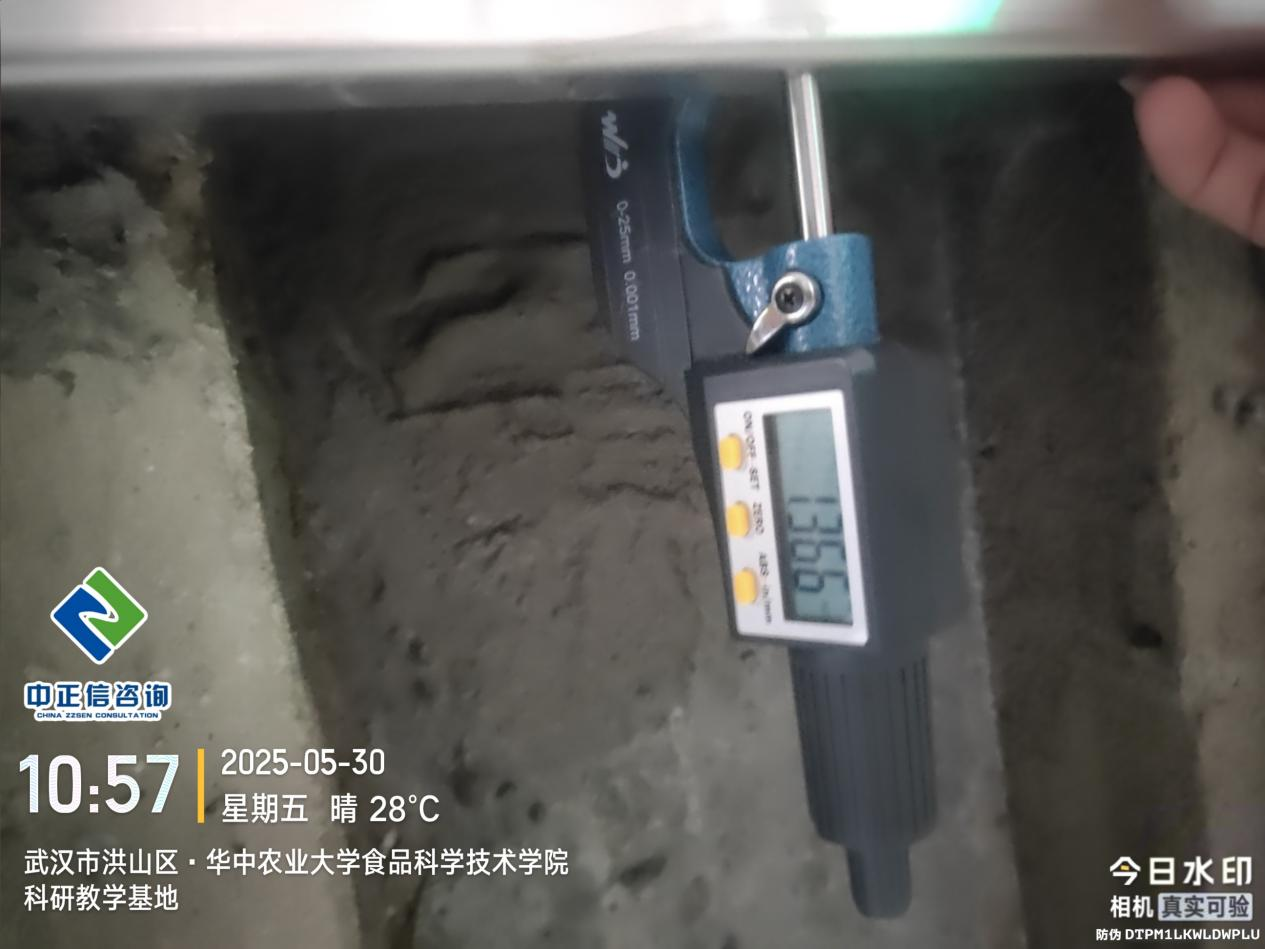 0-25mm 0.001mm
ON/OFF·SET
ZERO
ABS in/mm
中正信咨询
CHINA ZZSEN CONSULTATION
10:57
2025-05-30
星期五 晴 28°C
武汉市洪山区·华中农业大学食品科学技术学院
科研教学基地
今日水印
相机 真实可验
防伪 DTPM1LKWLDWPLU